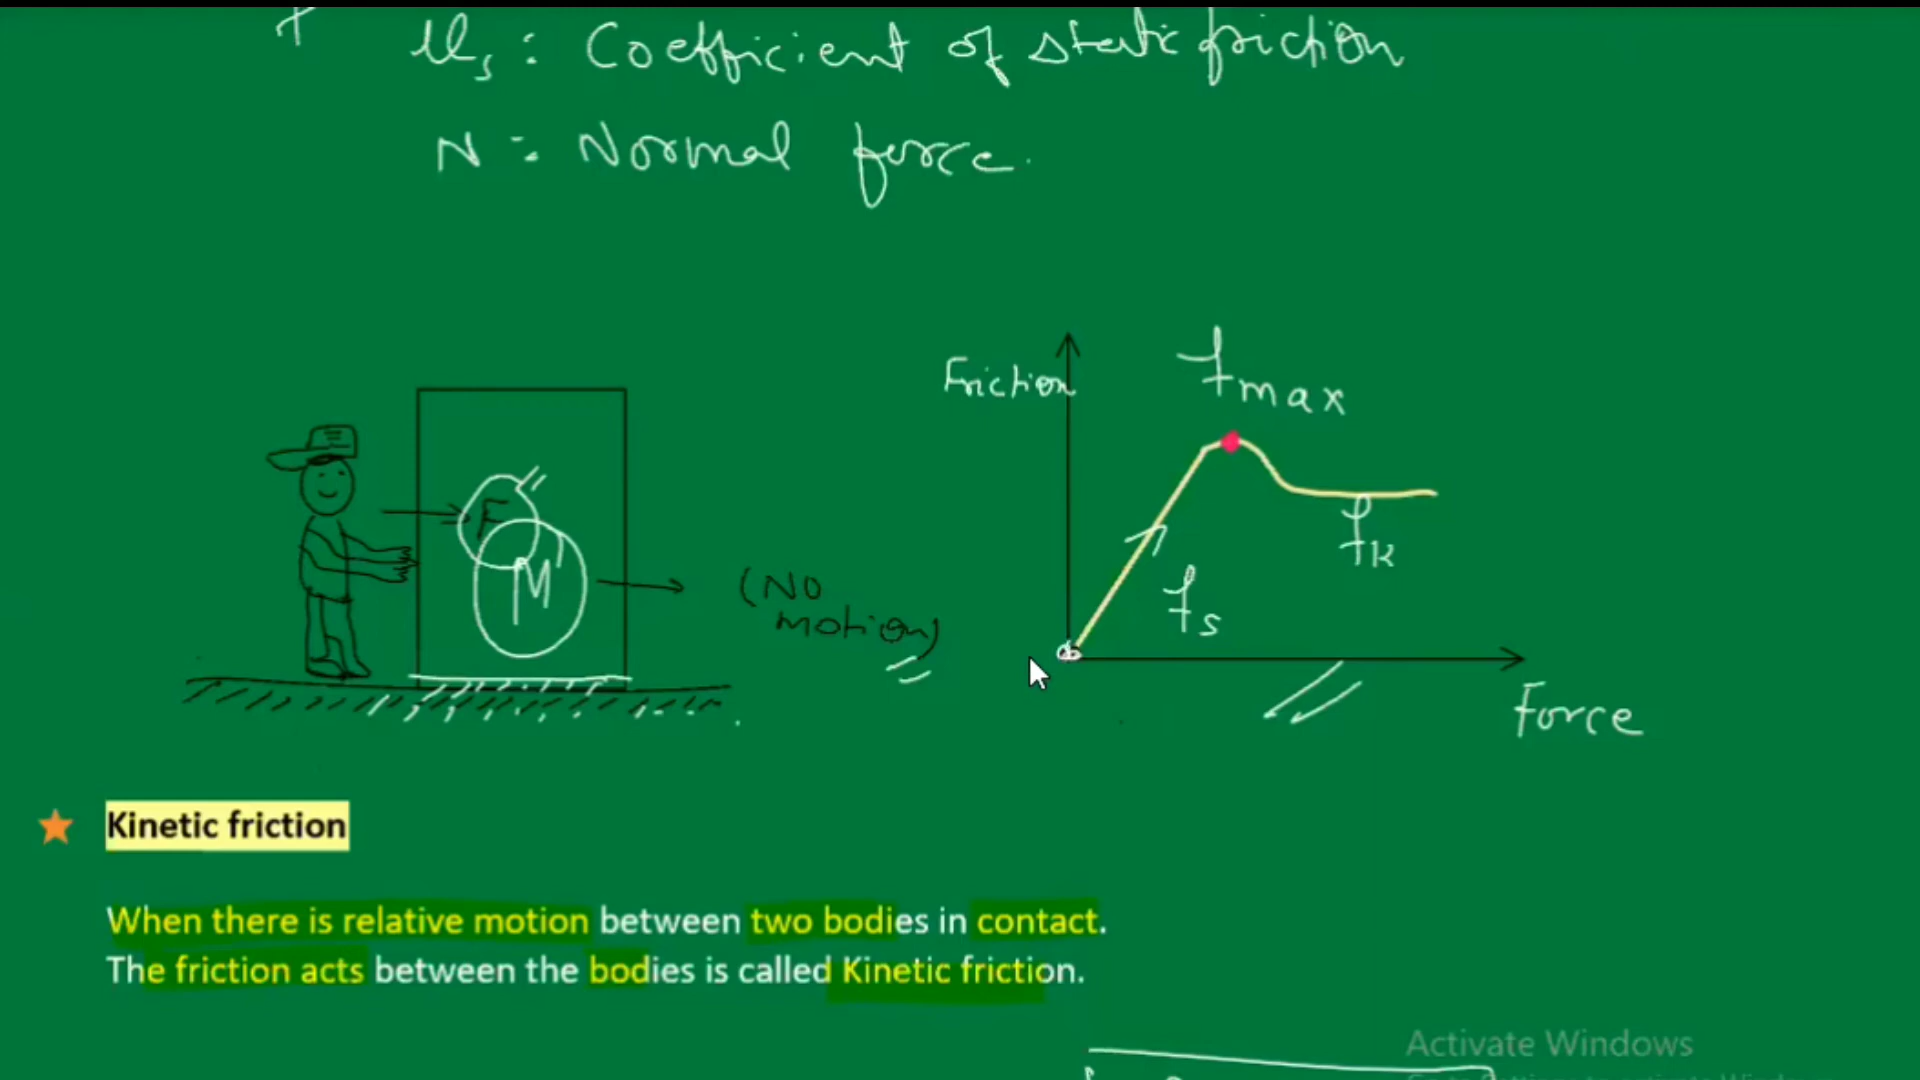 μs : Coefficient of static friction
N : Normal force.
Friction
fmax
F
M
(No motion)
fs
fk
Force
Kinetic friction
When there is relative motion between two bodies in contact.
The friction acts between the bodies is called Kinetic friction.
Activate Windows